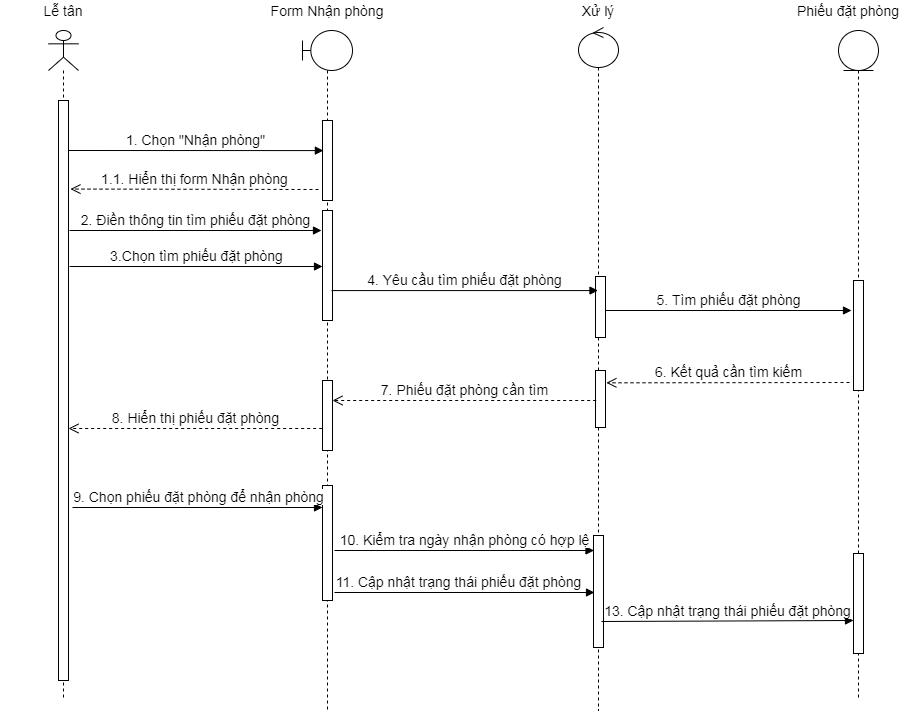 Lễ tân
Form Nhận phòng
Xử lý
Phiếu đặt phòng
1. Chọn "Nhận phòng"
1.1. Hiển thị form Nhận phòng
2. Điền thông tin tìm phiếu đặt phòng
3.Chọn tìm phiếu đặt phòng
4. Yêu cầu tìm phiếu đặt phòng
5. Tìm phiếu đặt phòng
6. Kết quả cần tìm kiếm
7. Phiếu đặt phòng cần tìm
8. Hiển thị phiếu đặt phòng
9. Chọn phiếu đặt phòng để nhận phòng
10. Kiểm tra ngày nhận phòng có hợp lệ
11. Cập nhật trạng thái phiếu đặt phòng
13. Cập nhật trạng thái phiếu đặt phòng